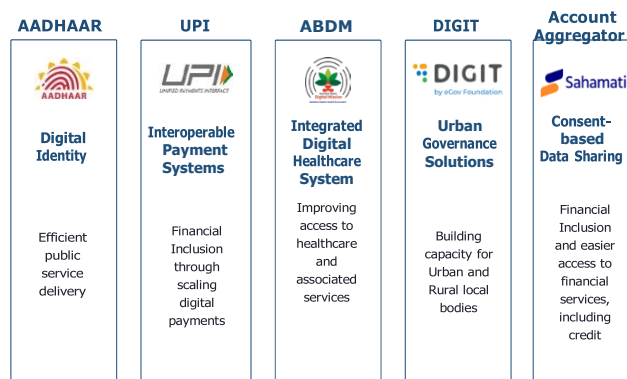 AADHAAR
AADHAAR
Digital
Identity
Efficient
public
service
delivery
UPI
UPI
UNIFIED PAYMENTS INTERFACE
Interoperable
Payment
Systems
Financial
Inclusion
through
scaling
digital
payments
ABDM
Integrated
Digital
Healthcare
System
Improving
access to
healthcare
and
associated
services
DIGIT
DIGIT
by eGov Foundation
Urban
Governance
Solutions
Building
capacity for
Urban and
Rural local
bodies
Account
Aggregator
Sahamati
Consent-
based
Data Sharing
Financial
Inclusion
and easier
access to
financial
services,
including
credit